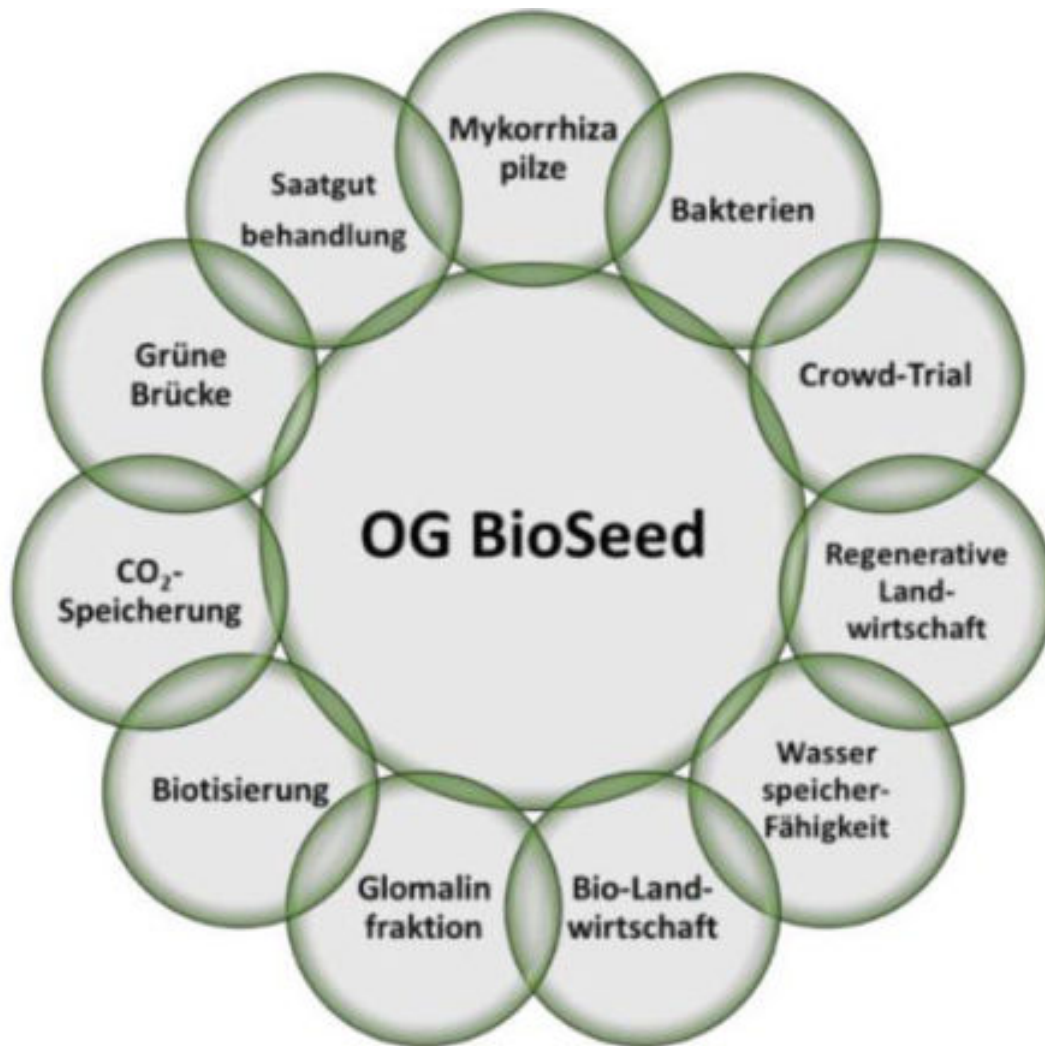 Mykorrhiza
pilze
Bakterien
Crowd-Trial
Regenerative
Land-
wirtschaft
Wasser
speicher-
Fähigkeit
Bio-Land-
wirtschaft
Glomalin
fraktion
Biotisierung
CO₂-
Speicherung
Grüne
Brücke
Saatgut
behandlung
OG BioSeed